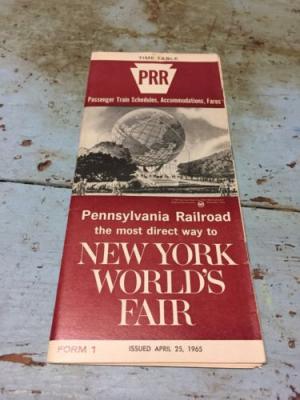 TIME TABLE
PRR
Passenger Train Schedules, Accommodations, Fares
Pennsylvania Railroad
the most direct way to
NEW YORK
WORLD'S
FAIR
FORM 1 ISSUED APRIL 25, 1965